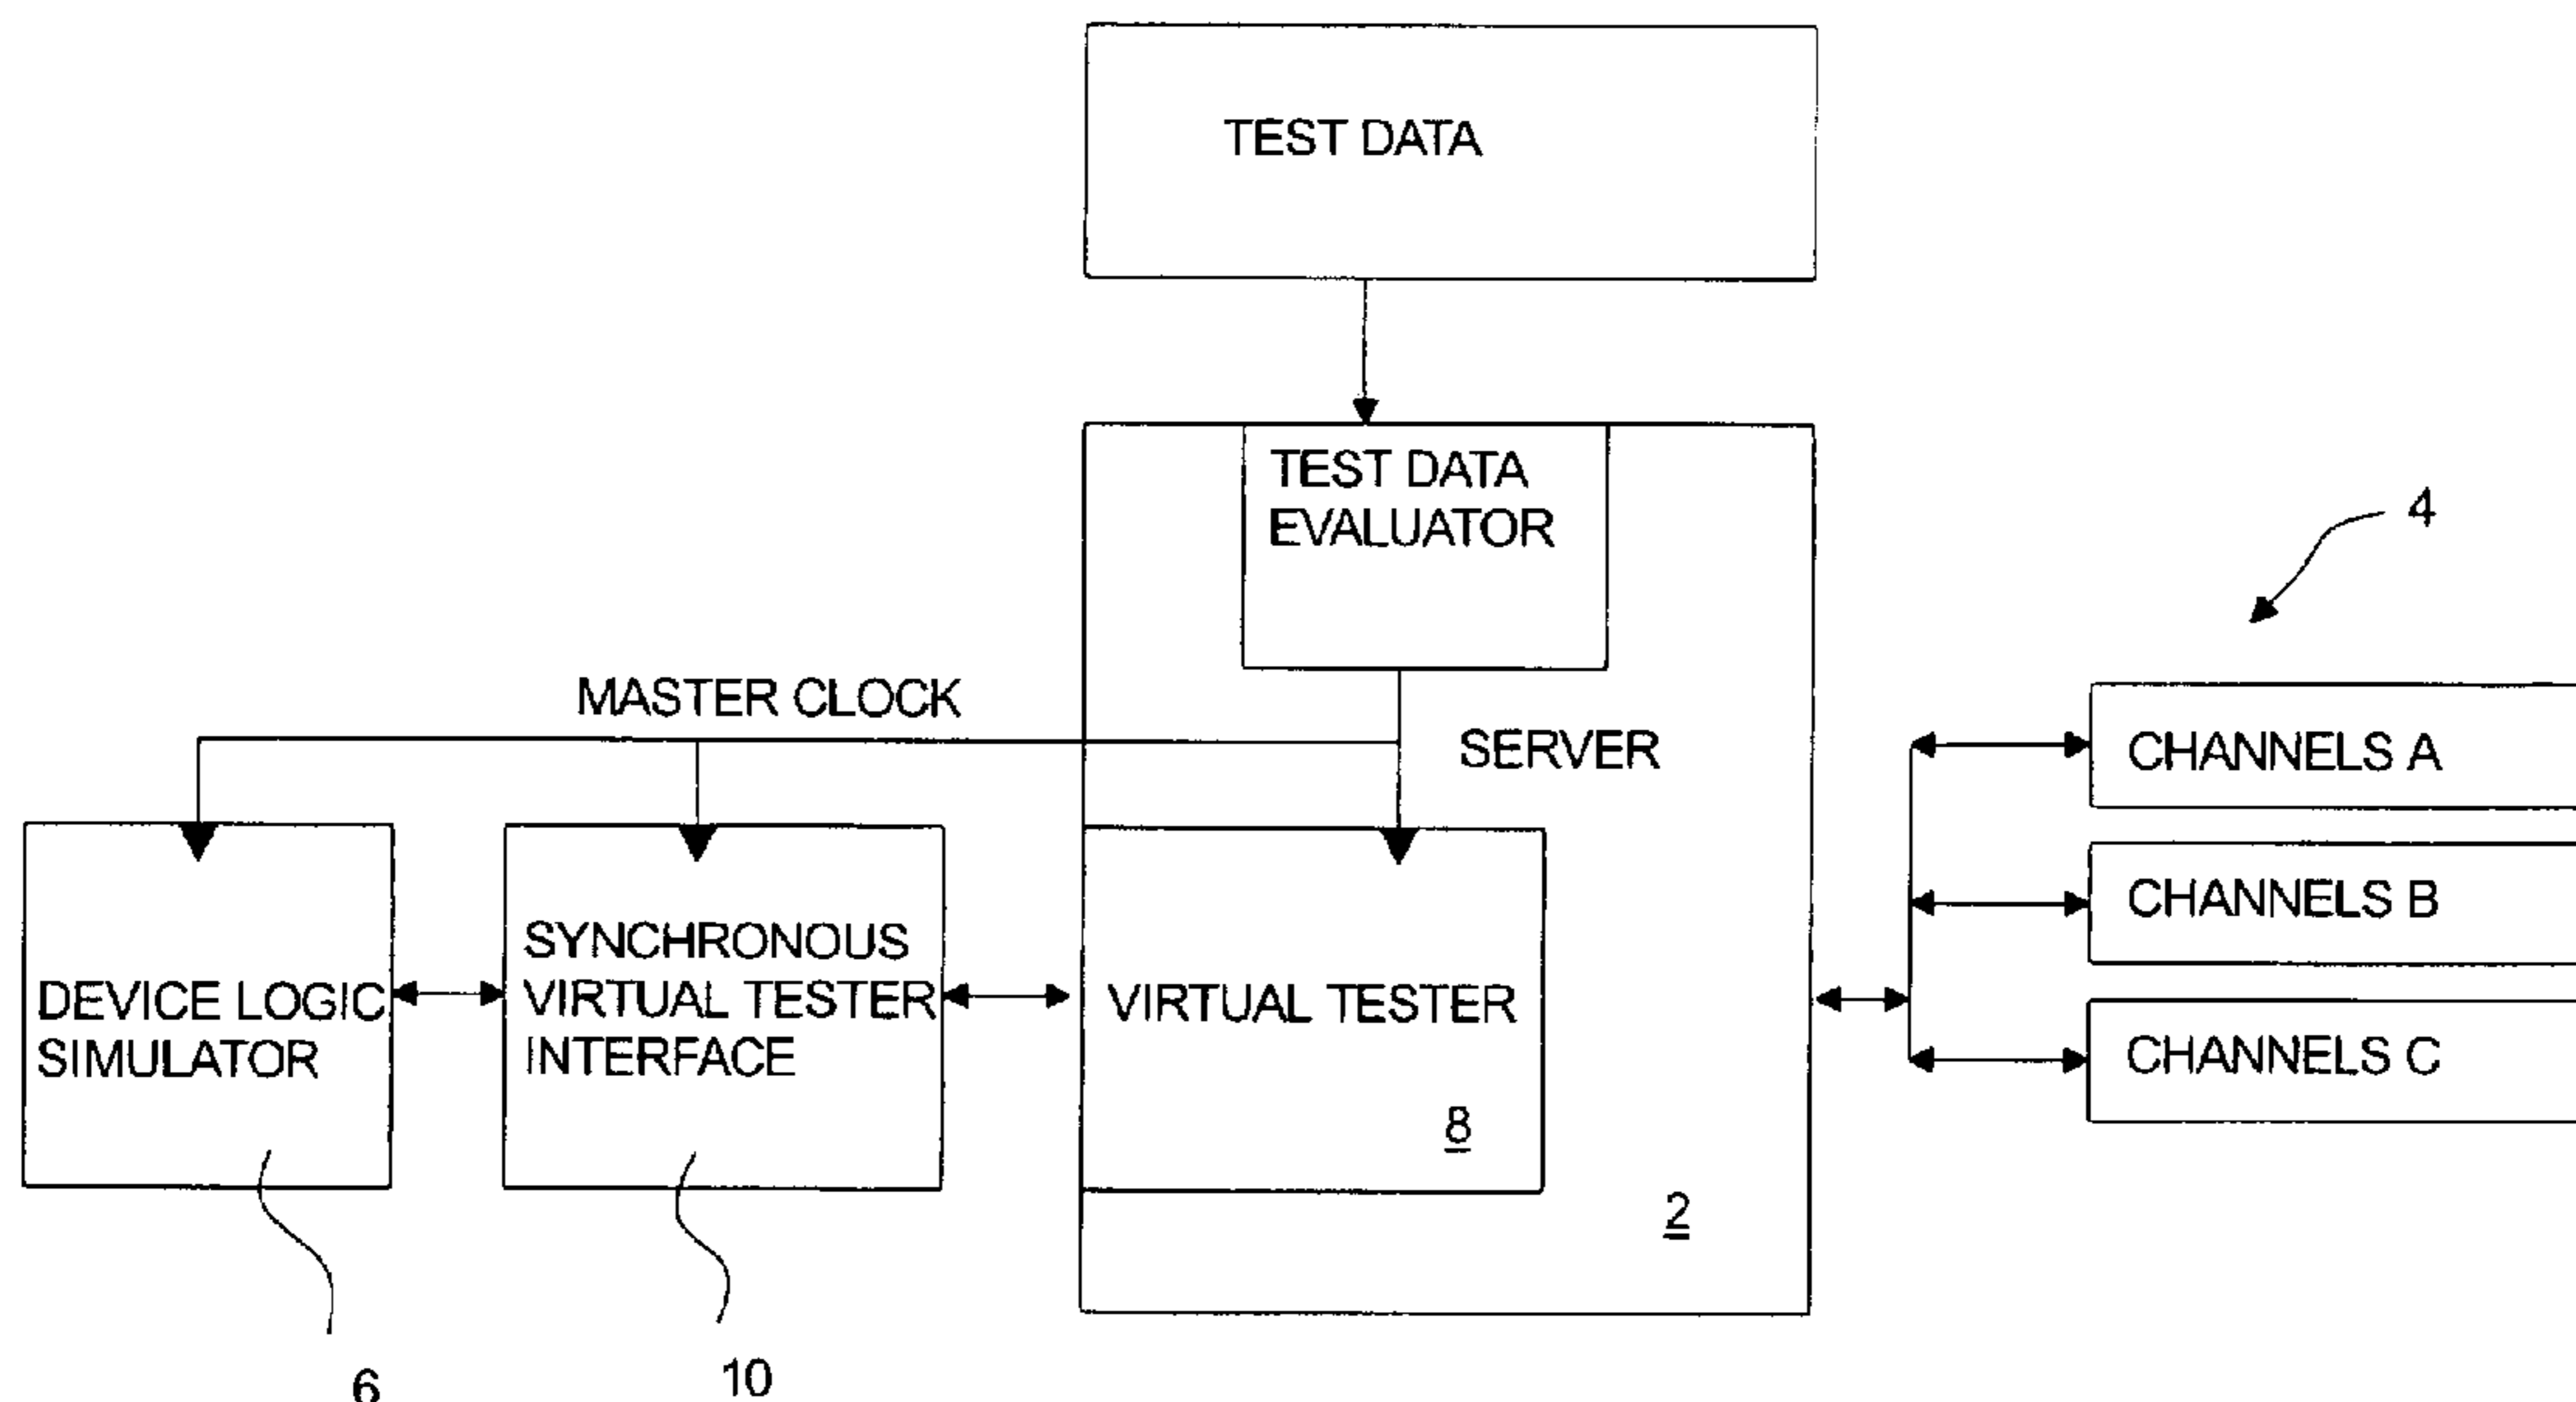 TEST DATA
TEST DATA
EVALUATOR
4
MASTER CLOCK
SERVER
CHANNELS A
CHANNELS B
CHANNELS C
DEVICE LOGIC
SIMULATOR
SYNCHRONOUS
VIRTUAL TESTER
INTERFACE
VIRTUAL TESTER
8
2
6
10